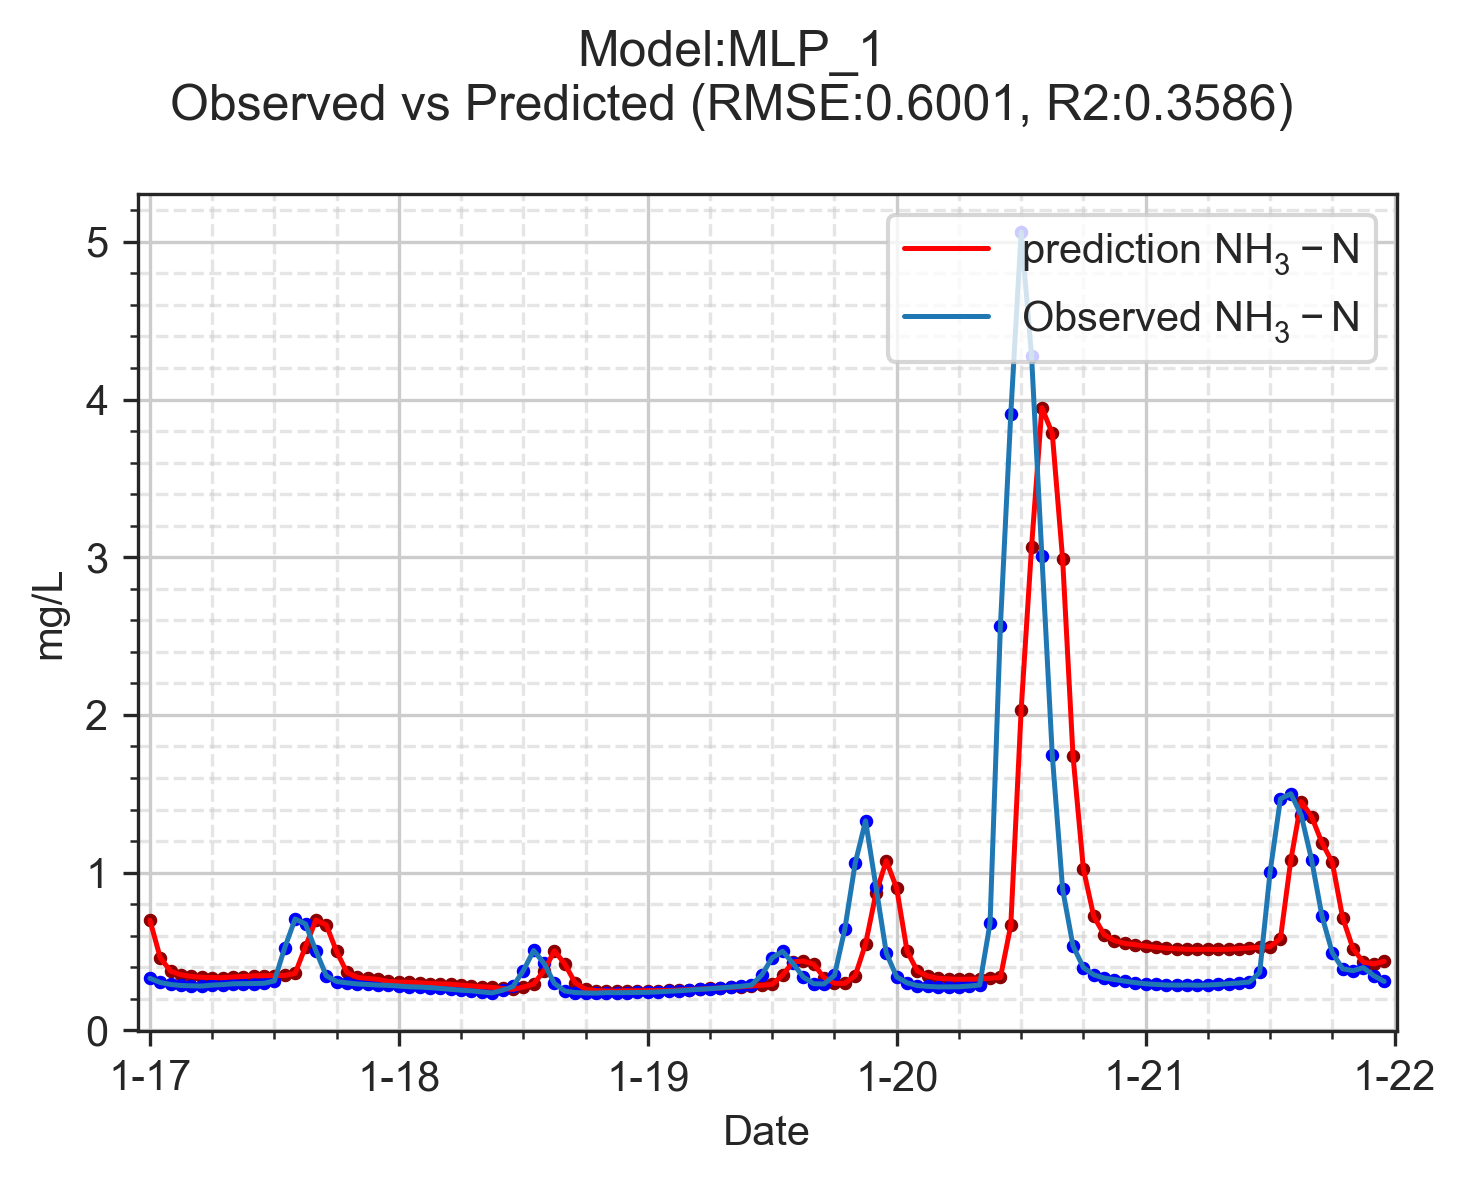 Model:MLP_1
Observed vs Predicted (RMSE:0.6001, R2:0.3586)
prediction NH₃ − N
Observed NH₃ − N
5
4
3
2
1
0
mg/L
1-17 1-18 1-19 1-20 1-21 1-22
Date